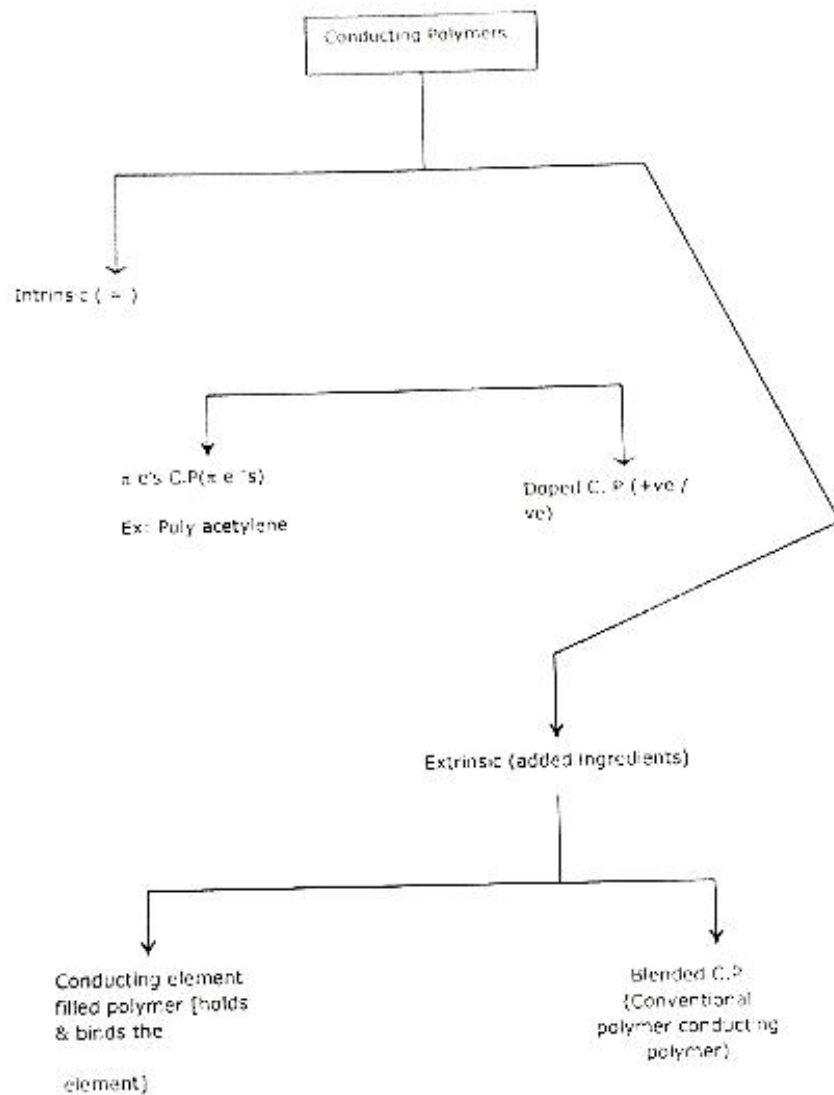 Conducting Polymers
Intrinsic ( = )
π e's C.P(π e⁻s)
Ex: Poly acetylene
Doped C. P (+ve /
ve)
Extrinsic (added ingredients)
Conducting element
filled polymer [holds
& binds the
element]
Blended C.P
(Conventional
polymer conducting
polymer)